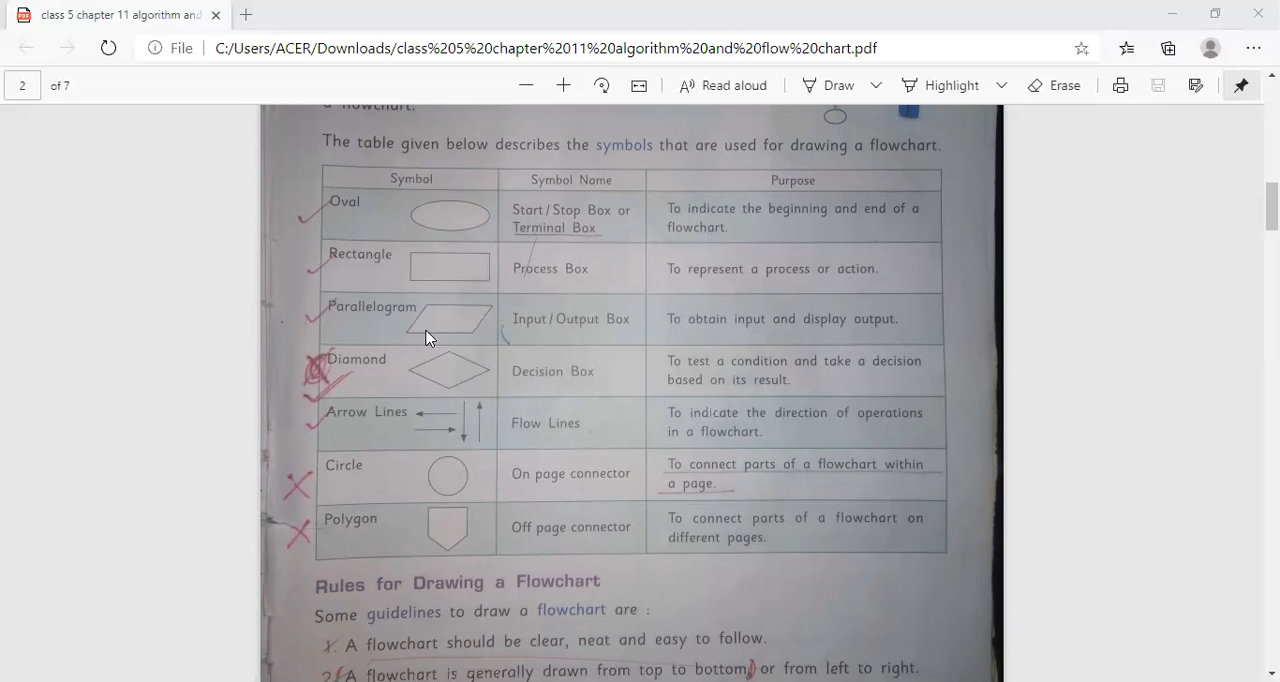 class 5 chapter 11 algorithm and
File
C:/Users/ACER/Downloads/class%205%20chapter%2011%20algorithm%20and%20flow%20chart.pdf
2 of 7
Read aloud
Draw
Highlight
Erase
a flowchart.
The table given below describes the symbols that are used for drawing a flowchart.
Symbol Symbol Name Purpose
Oval
Start/Stop Box or
Terminal Box
To indicate the beginning and end of a
flowchart.
Rectangle
Process Box
To represent a process or action.
Parallelogram
Input/Output Box
To obtain input and display output.
Diamond
Decision Box
To test a condition and take a decision
based on its result.
Arrow Lines
Flow Lines
To indicate the direction of operations
in a flowchart.
Circle
On page connector
To connect parts of a flowchart within
a page.
Polygon
Off page connector
To connect parts of a flowchart on
different pages.
Rules for Drawing a Flowchart
Some guidelines to draw a flowchart are :
1. A flowchart should be clear, neat and easy to follow.
2. A flowchart is generally drawn from top to bottom or from left to right.